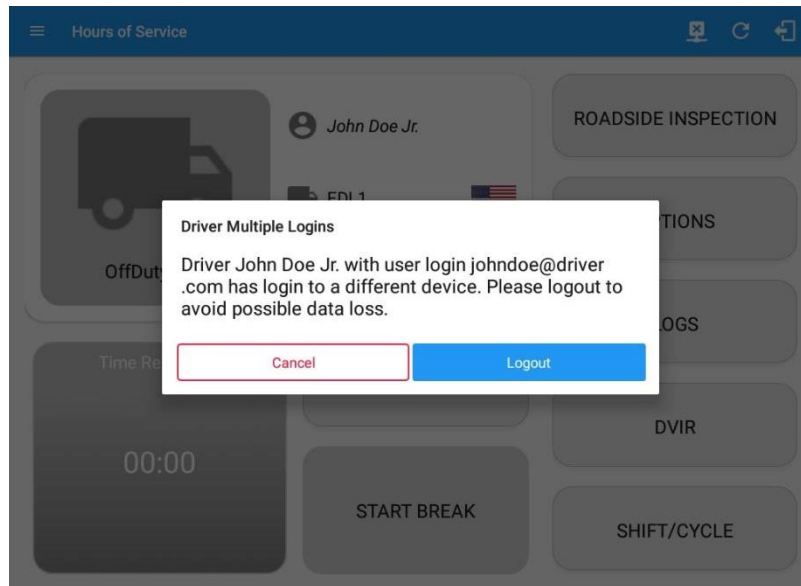 Hours of Service
John Doe Jr.
ROADSIDE INSPECTION
Driver Multiple Logins
Driver John Doe Jr. with user login johndoe@driver
.com has login to a different device. Please logout to
avoid possible data loss.
Cancel
Logout
OffDut
TIONS
OGS
Time Re
00:00
START BREAK
DVIR
SHIFT/CYCLE